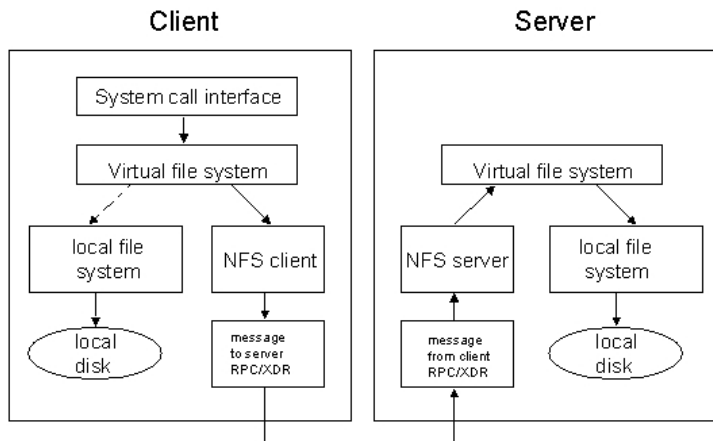 Client
Server
System call interface
Virtual file system
Virtual file system
local file
system
NFS client
NFS server
local file
system
local
disk
message
to server
RPC/XDR
message
from client
RPC/XDR
local
disk